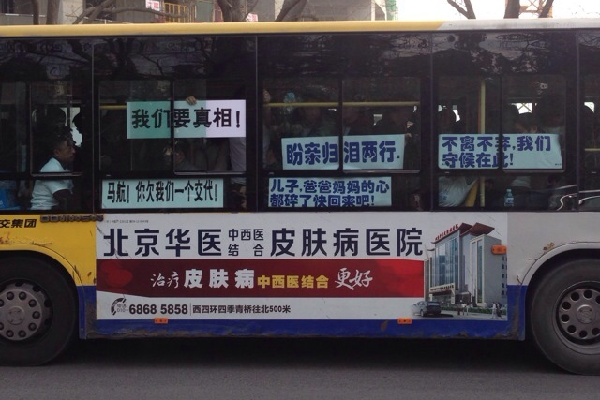 我们要真相！
盼亲归泪两行.
不离不弃，我们
守候在此！
马航！你欠我们一个交代！
儿子，爸爸妈妈的心
都碎了快回来吧！
交集团
北京华医 中西医
结合 皮肤病医院
治疗 皮肤病 中西医结合 更好
6868 5858 西四环四季青桥往北500米